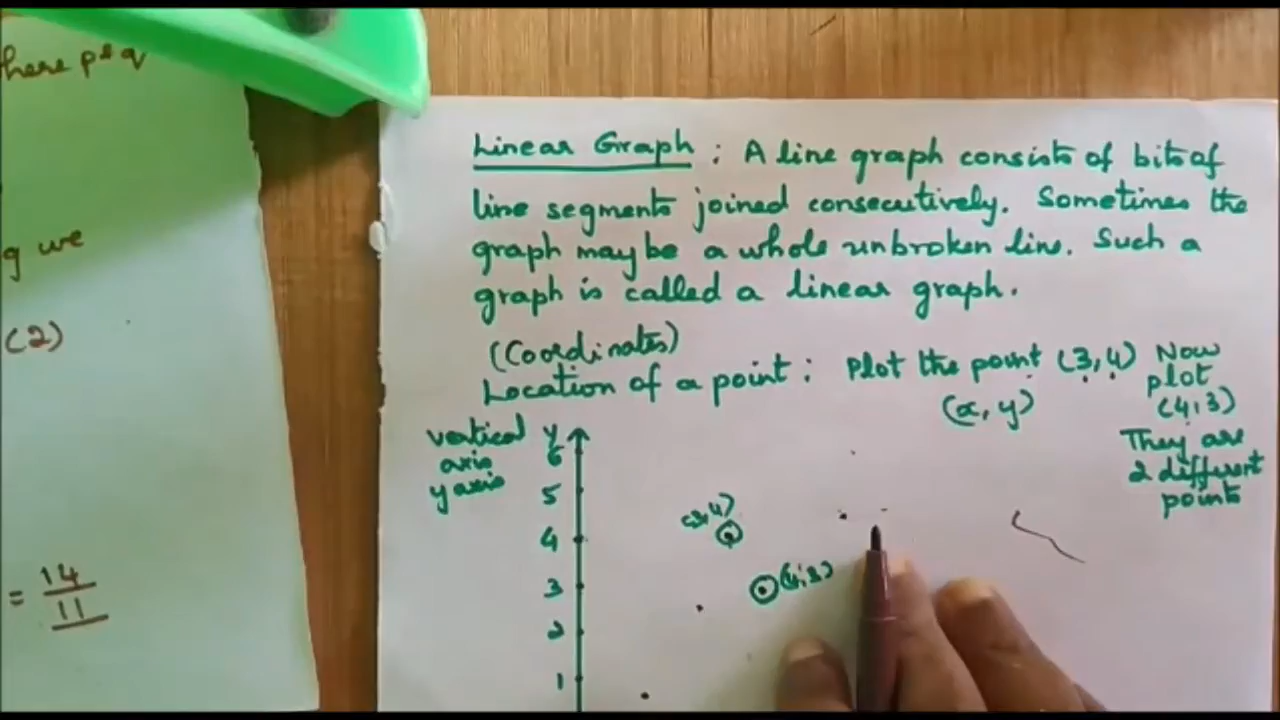 here p & q
g we
(2)
= 14
11
Linear Graph : A line graph consists of bits of
line segments joined consecutively. Sometimes the
graph may be a whole unbroken line. Such a
graph is called a linear graph.
(Coordinates)
Location of a point : Plot the point (3,4) Now
plot
(x, y) (4,3)
They are
2 different
points
vertical y
axis 6
y axis 5
4 (3,4)
3 (4,3)
2
1